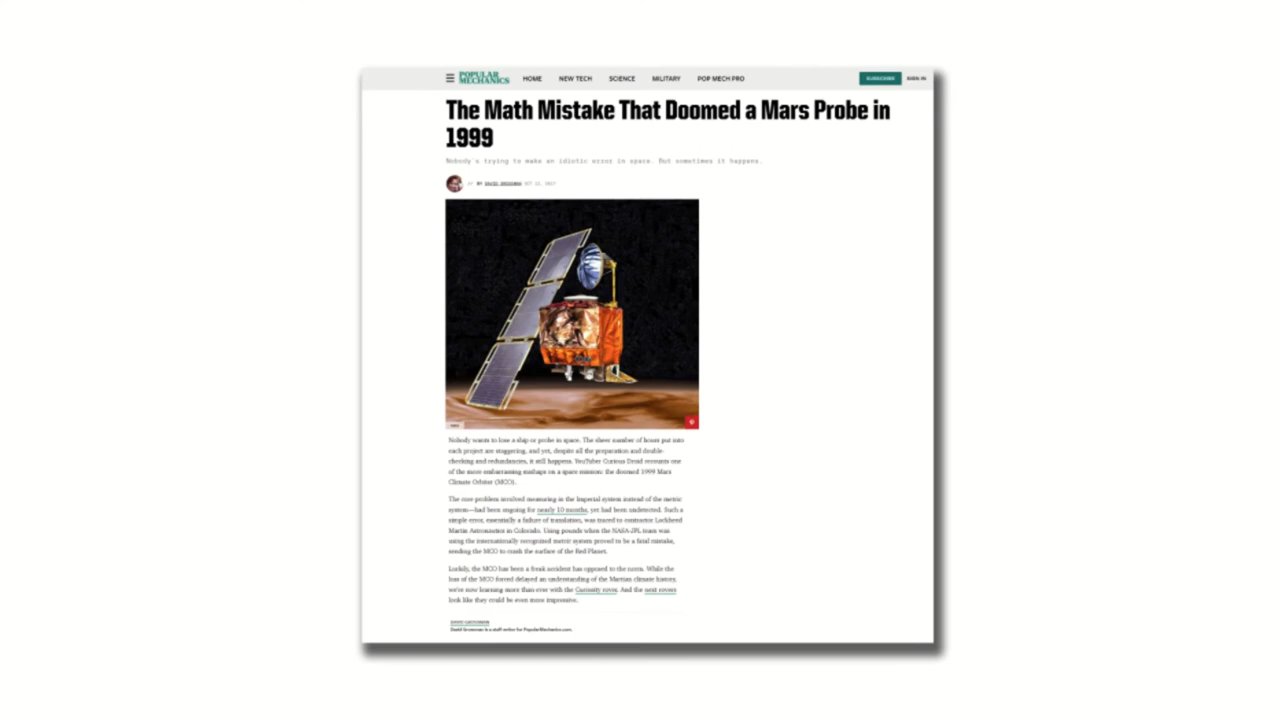 POPULAR
MECHANICS
HOME
NEW TECH
SCIENCE
MILITARY
POP MECH PRO
SUBSCRIBE
SIGN IN
The Math Mistake That Doomed a Mars Probe in
1999
Nobody's trying to make an idiotic error in space. But sometimes it happens.
BY DAVID GROSSMAN
Nobody wants to lose a ship or probe in space. The sheer number of hours put into
each project are staggering, and yet, despite all the preparation and double-
checking and redundancies, it still happens. YouTuber Curious Droid recounts one
of the more embarrassing mishaps on a space mission: the doomed 1999 Mars
Climate Orbiter (MCO).
The core problem involved measuring in the Imperial system instead of the metric
system—had been ongoing for nearly 10 months, yet had been undetected. Such a
simple error, essentially a failure of translation, was traced to contractor Lockheed
Martin Astronautics in Colorado. Using pounds when the NASA-JPL team was
using the internationally recognized metric system proved to be a fatal mistake,
sending the MCO to crash the surface of the Red Planet.
Luckily, the MCO has been a freak accident has opposed to the norm. While the
loss of the MCO forced delayed an understanding of the Martian climate history,
we're now learning more than ever with the Curiosity rover. And the next rovers
look like they could be even more impressive.
DAVID GROSSMAN
David Grossman is a staff writer for PopularMechanics.com.